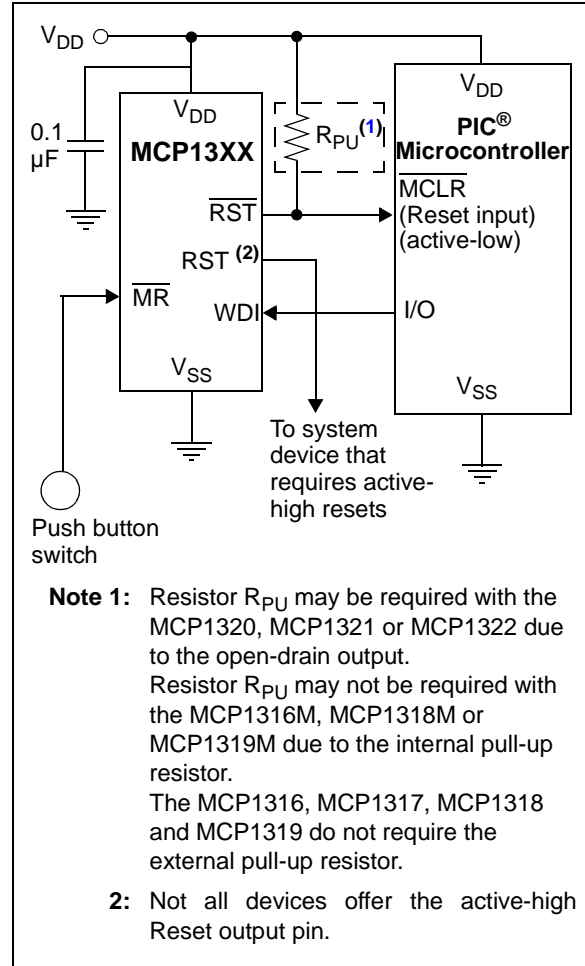 VDD
0.1
µF
VDD
MCP13XX
RST
RST (2)
MR
WDI
VSS
RPU(1)
VDD
PIC®
Microcontroller
MCLR
(Reset input)
(active-low)
I/O
VSS
To system
device that
requires active-
high resets
Push button
switch
Note 1: Resistor RPU may be required with the
MCP1320, MCP1321 or MCP1322 due
to the open-drain output.
Resistor RPU may not be required with
the MCP1316M, MCP1318M or
MCP1319M due to the internal pull-up
resistor.
The MCP1316, MCP1317, MCP1318
and MCP1319 do not require the
external pull-up resistor.
2: Not all devices offer the active-high
Reset output pin.